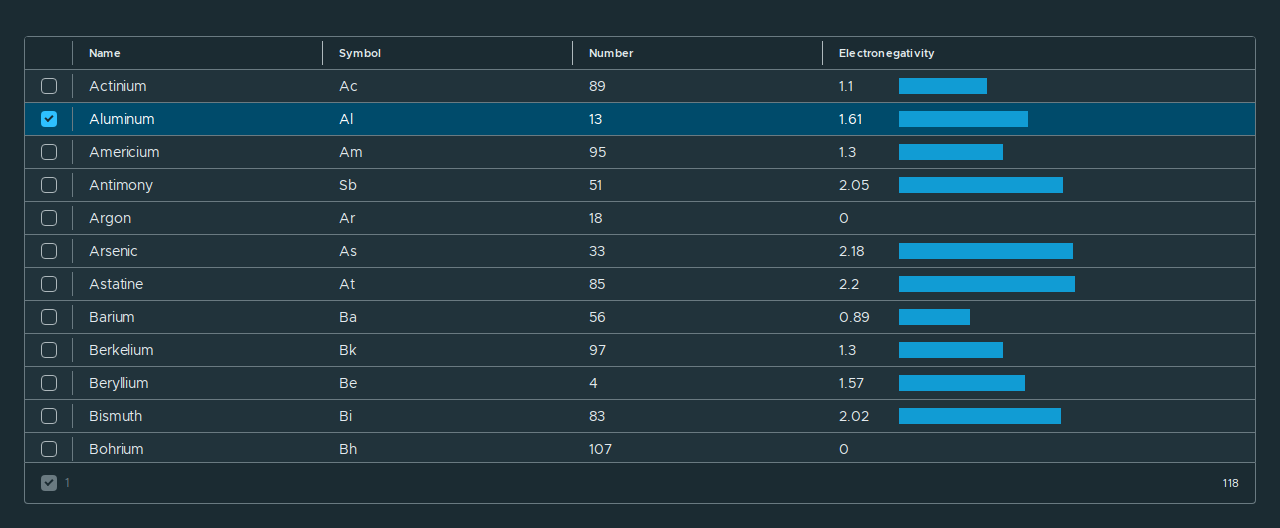 Name Symbol Number Electronegativity
Actinium Ac 89 1.1
Aluminum Al 13 1.61
Americium Am 95 1.3
Antimony Sb 51 2.05
Argon Ar 18 0
Arsenic As 33 2.18
Astatine At 85 2.2
Barium Ba 56 0.89
Berkelium Bk 97 1.3
Beryllium Be 4 1.57
Bismuth Bi 83 2.02
Bohrium Bh 107 0
1 118